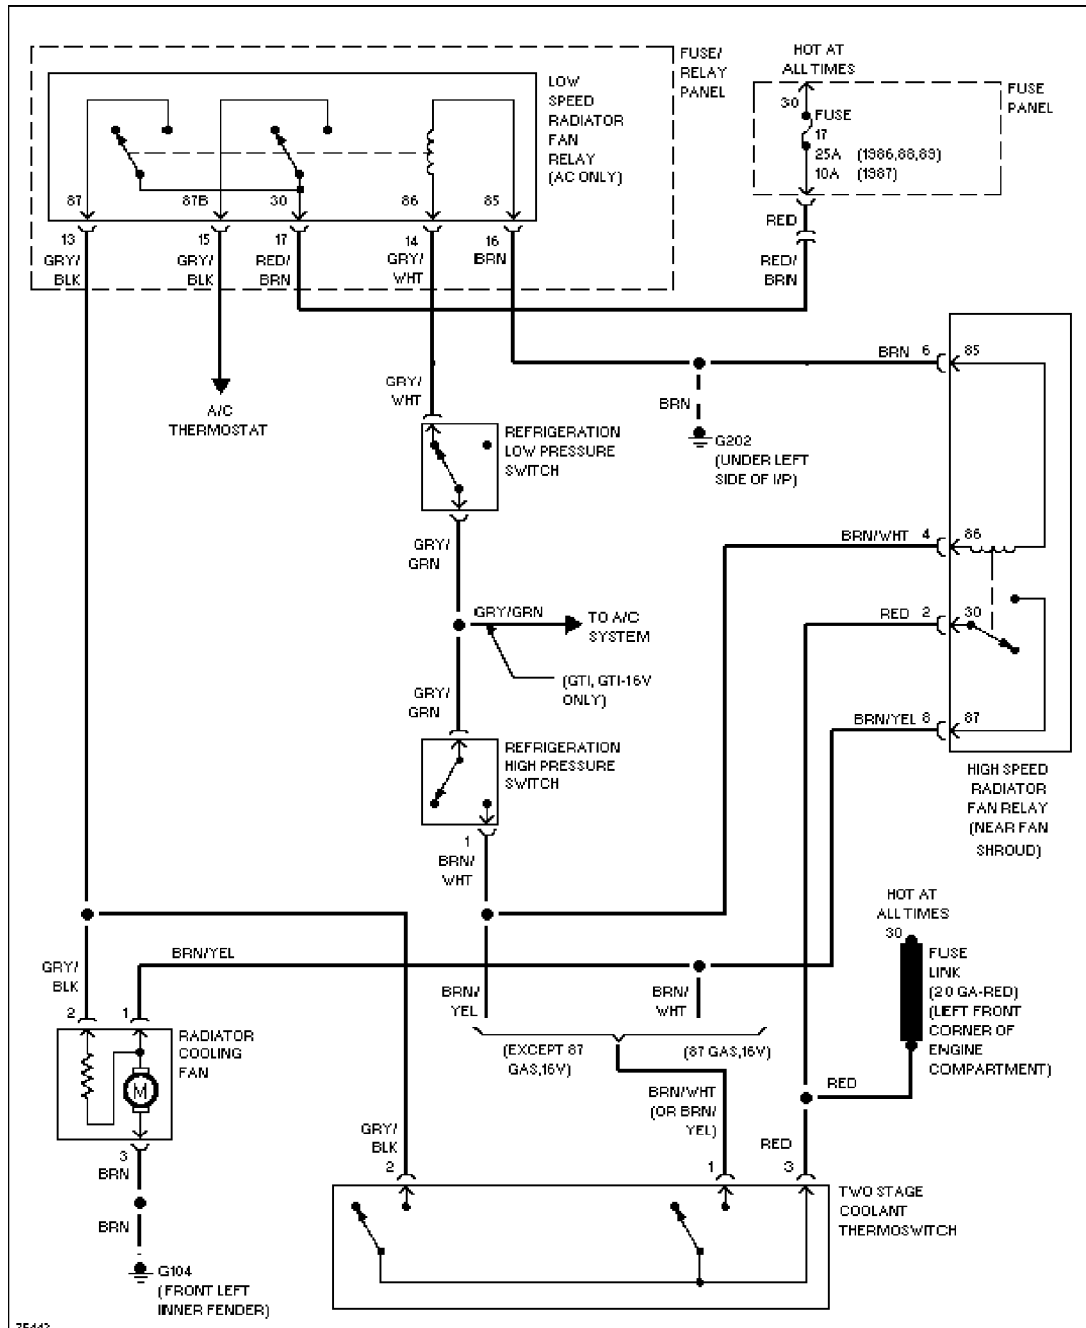 FUSE/
RELAY
PANEL
LOW
SPEED
RADIATOR
FAN
RELAY
(AC ONLY)
87
87B
30
86
85
13
15
17
14
16
GRY/
BLK
GRY/
BLK
RED/
BRN
GRY/
WHT
BRN
HOT AT
ALL TIMES
30
FUSE
17
25A (1986,88,89)
10A (1987)
FUSE
PANEL
RED
RED/
BRN
A/C
THERMOSTAT
GRY/
WHT
REFRIGERATION
LOW PRESSURE
SWITCH
BRN
G202
(UNDER LEFT
SIDE OF I/P)
BRN 6 85
BRN/WHT 4 86
RED 2 30
BRN/YEL 8 87
HIGH SPEED
RADIATOR
FAN RELAY
(NEAR FAN
SHROUD)
GRY/
GRN
GRY/GRN
TO A/C
SYSTEM
(GTI, GTI-16V
ONLY)
GRY/
GRN
REFRIGERATION
HIGH PRESSURE
SWITCH
1
BRN/
WHT
HOT AT
ALL TIMES
30
FUSE
LINK
(20 GA-RED)
(LEFT FRONT
CORNER OF
ENGINE
COMPARTMENT)
GRY/
BLK
BRN/YEL
2
1
BRN/
YEL
BRN/
WHT
RADIATOR
COOLING
FAN
M
(EXCEPT 87
GAS,16V)
(87 GAS,16V)
RED
BRN/WHT
(OR BRN/
YEL)
GRY/
BLK
RED
2
1
3
3
BRN
BRN
G104
(FRONT LEFT
INNER FENDER)
TWO STAGE
COOLANT
THERMOSWITCH